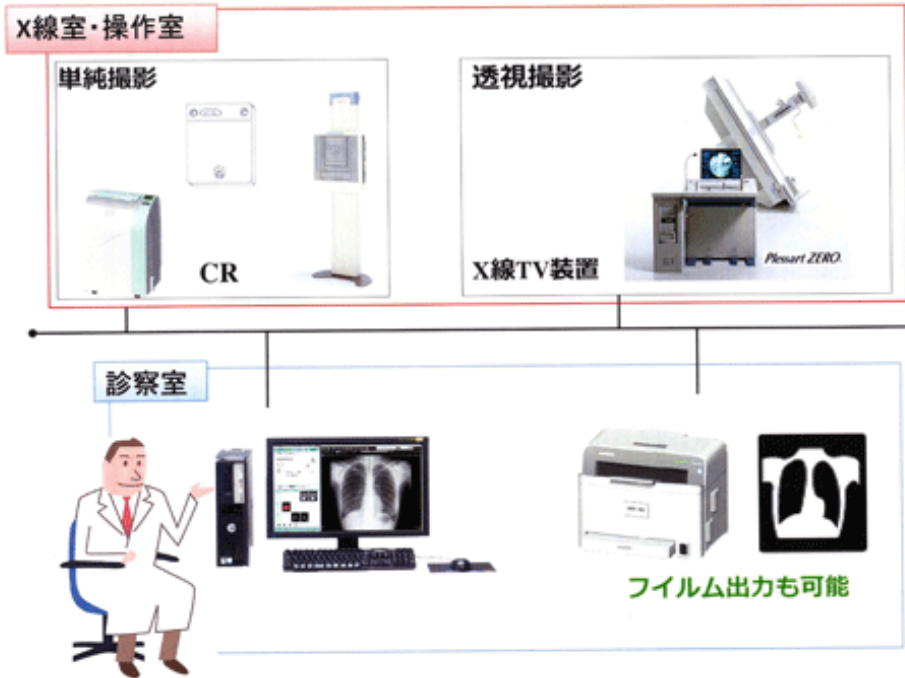 X線室・操作室
単純撮影
CR
透視撮影
X線TV装置
Plessart ZERO.
診察室
フイルム出力も可能